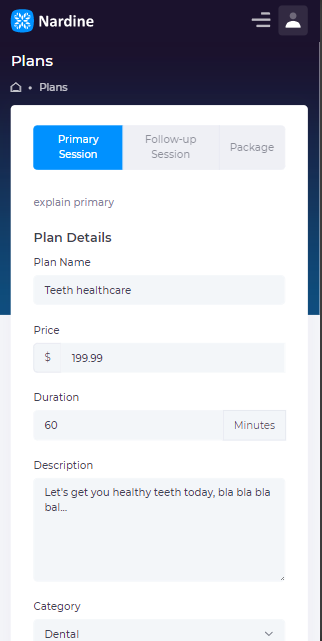 Nardine
Plans
Plans
Primary
Session
Follow-up
Session
Package
explain primary
Plan Details
Plan Name
Teeth healthcare
Price
$ 199.99
Duration
60 Minutes
Description
Let's get you healthy teeth today, bla bla bla
bal...
Category
Dental